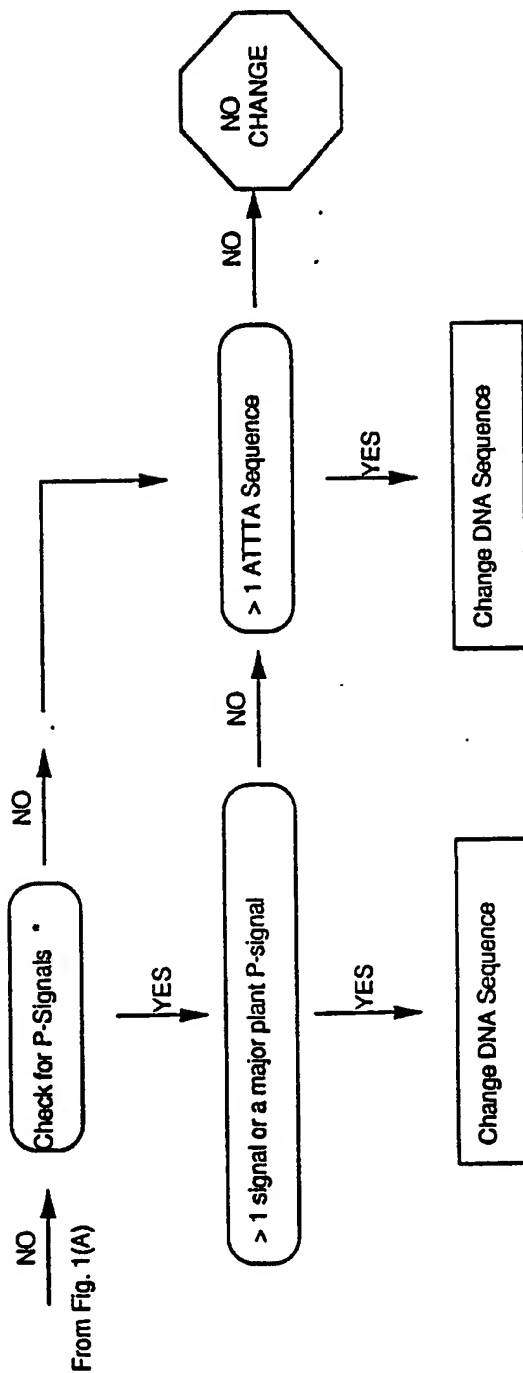 NO
From Fig. 1(A)
Check for P-Signals *
NO
YES
> 1 signal or a major plant P-signal
NO
> 1 ATTTA Sequence
NO
NO
CHANGE
YES
Change DNA Sequence
YES
Change DNA Sequence